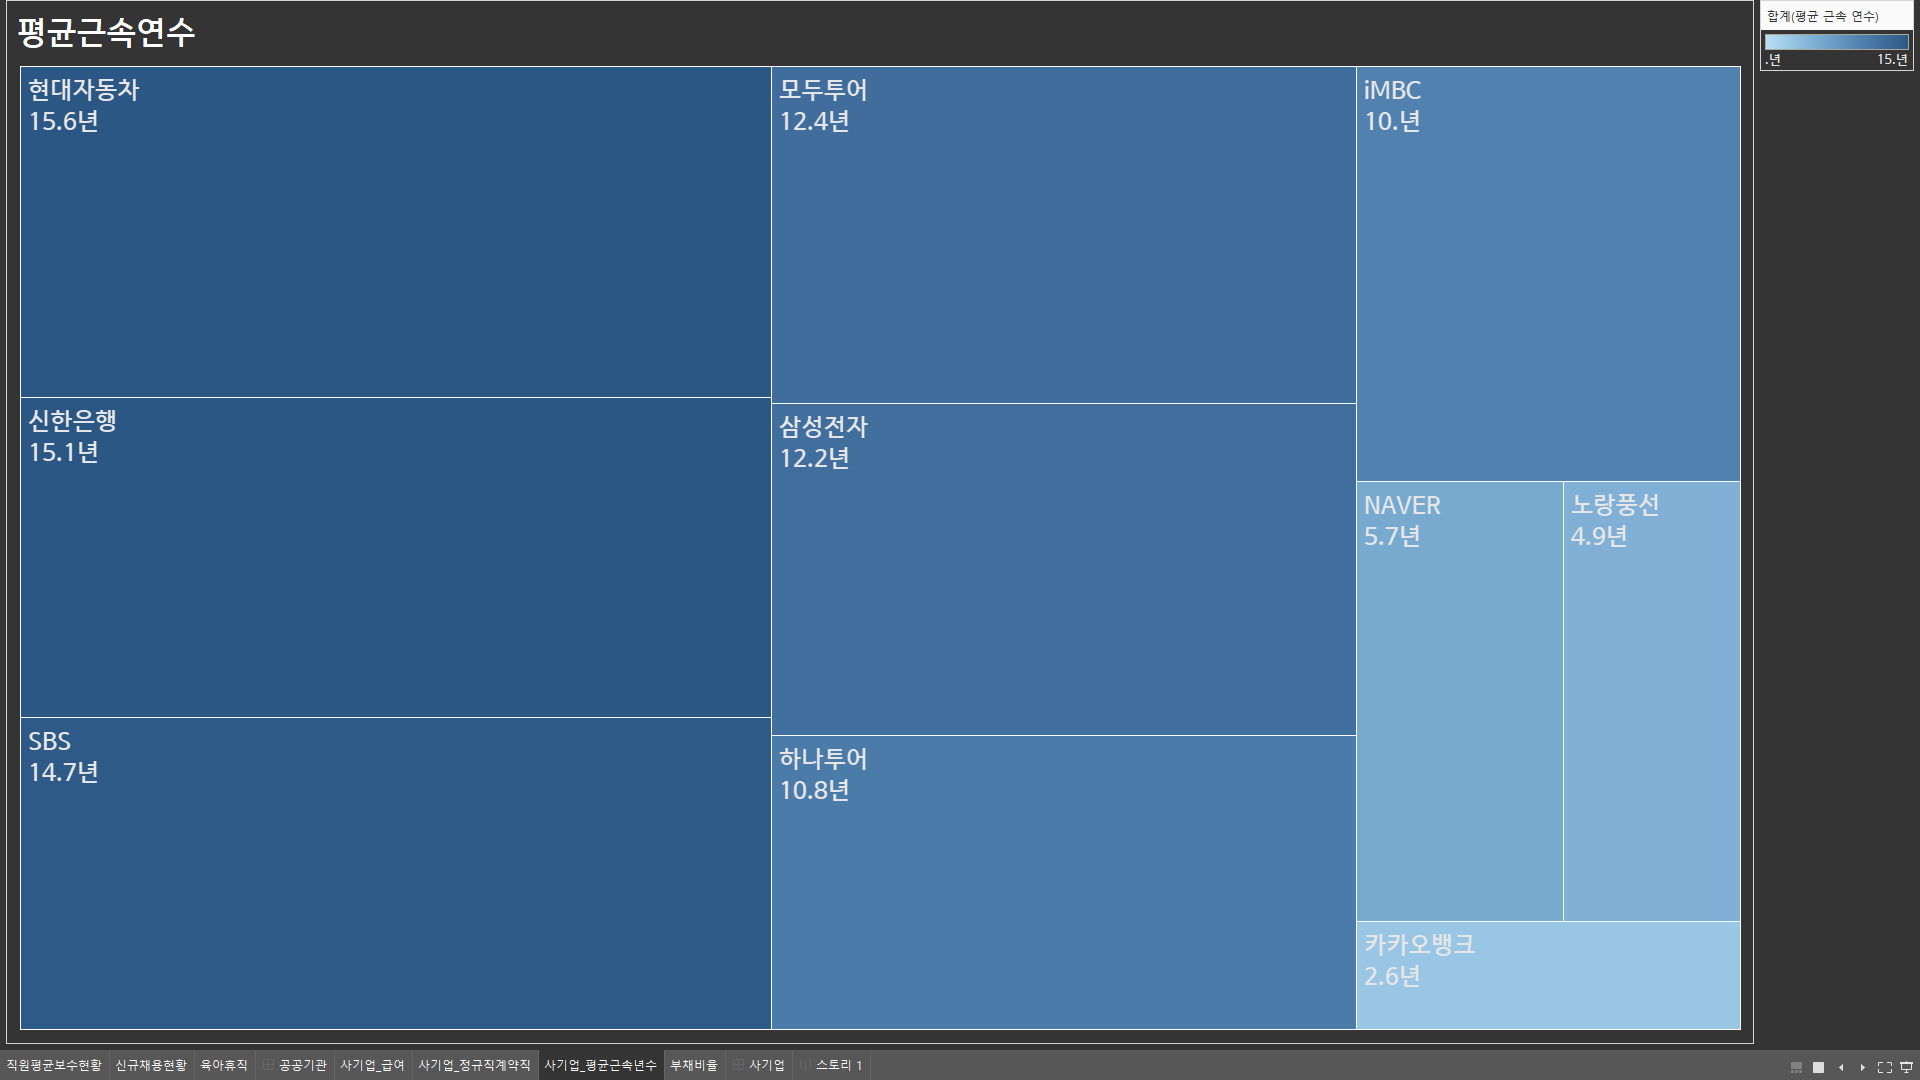 평균근속연수
현대자동차
15.6년
신한은행
15.1년
SBS
14.7년
모두투어
12.4년
삼성전자
12.2년
하나투어
10.8년
iMBC
10.년
NAVER
5.7년
노랑풍선
4.9년
카카오뱅크
2.6년
합계(평균 근속 연수)
.년 15.년
직원평균보수현황 신규채용현황 육아휴직 공공기관 사기업_급여 사기업_정규직계약직 사기업_평균근속년수 부채비율 사기업 스토리 1